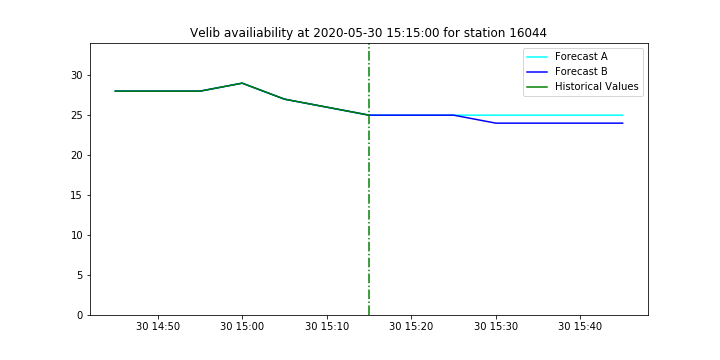 Velib availiability at 2020-05-30 15:15:00 for station 16044
Forecast A
Forecast B
Historical Values
30
25
20
15
10
5
0
30 14:50 30 15:00 30 15:10 30 15:20 30 15:30 30 15:40